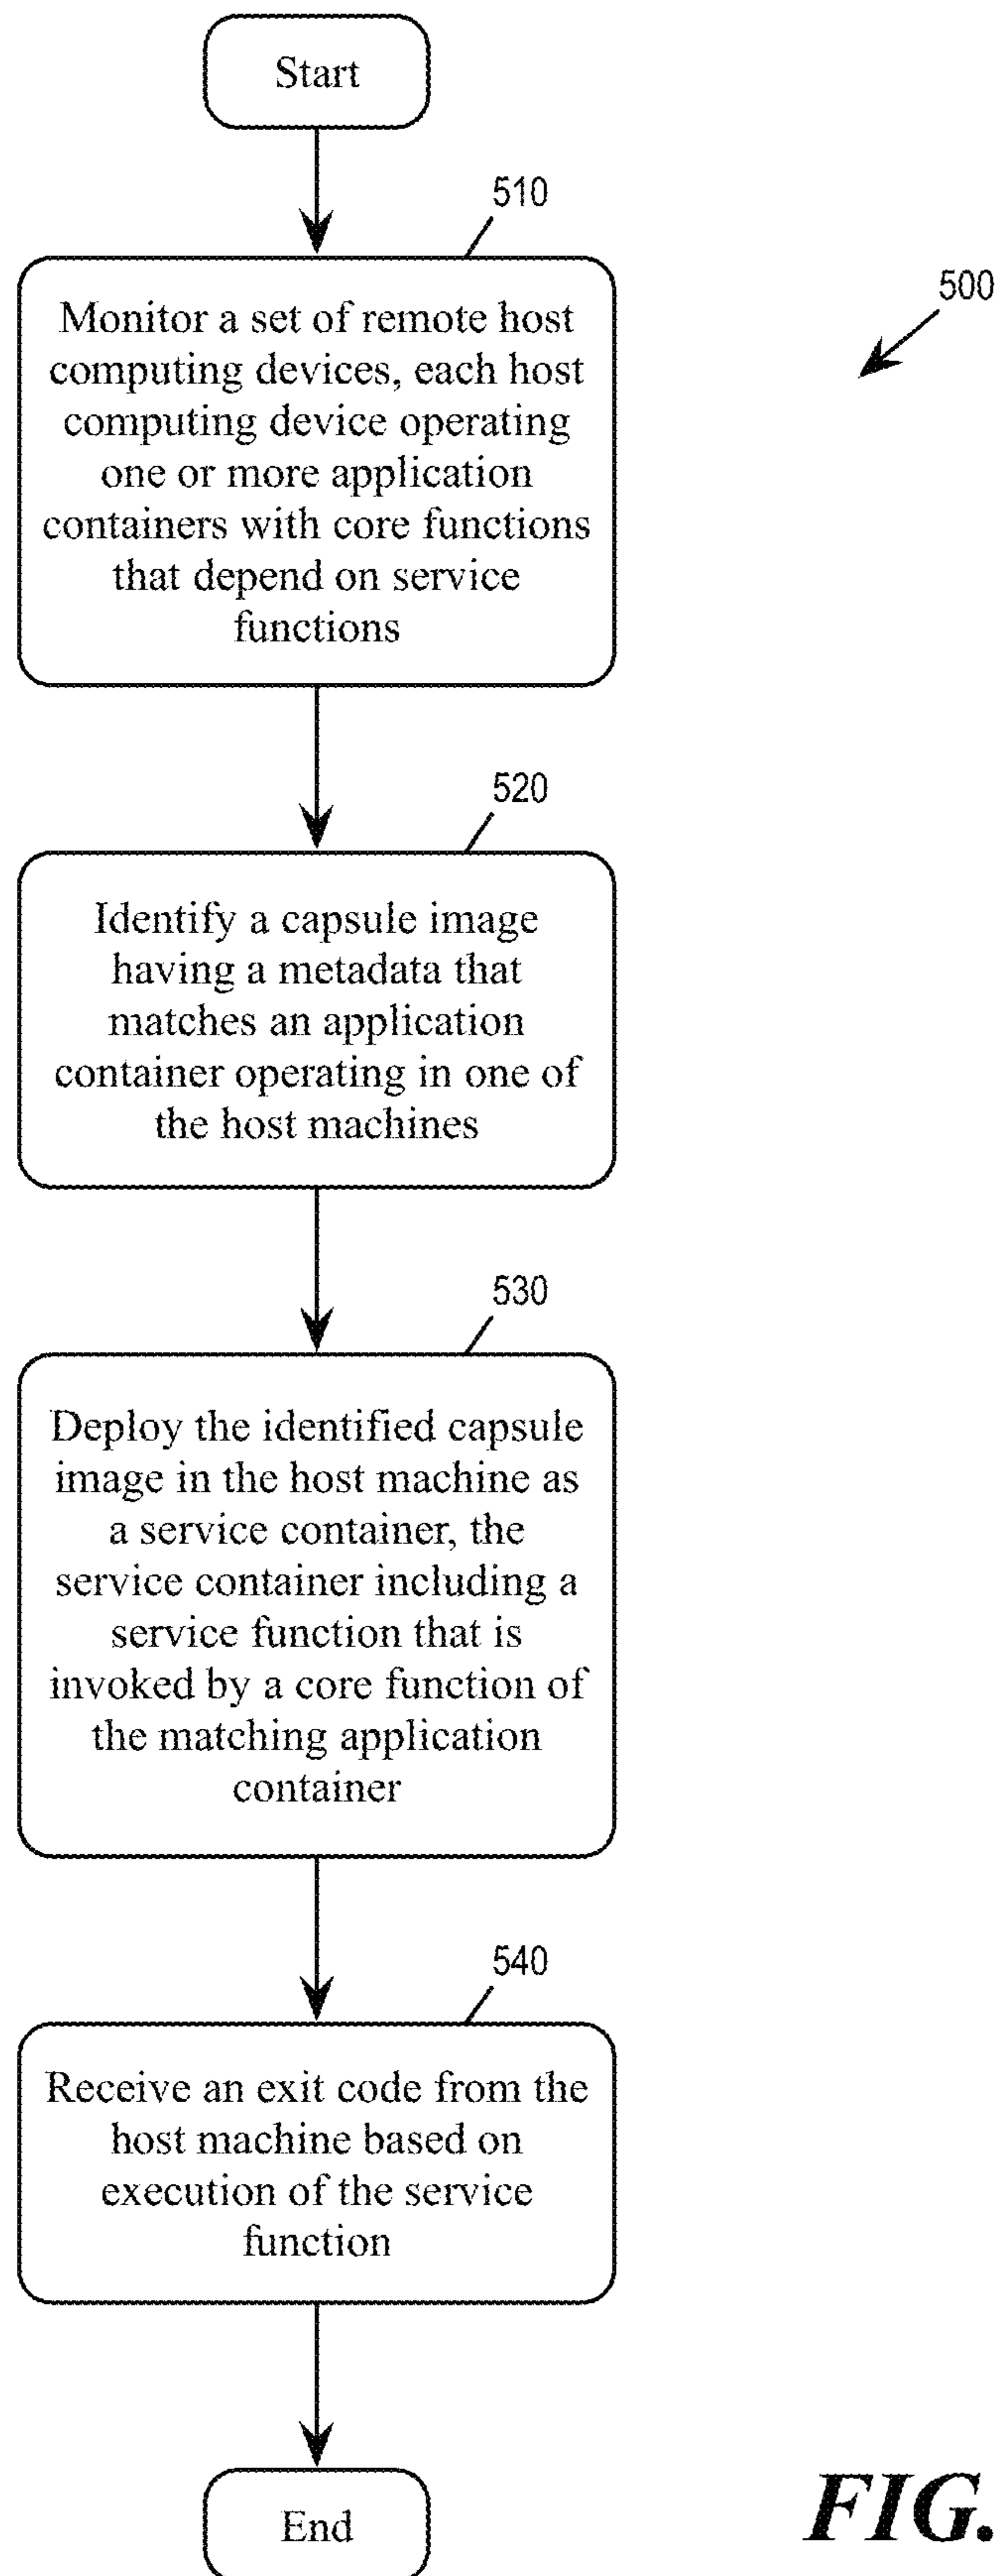 Start
510
500
Monitor a set of remote host
computing devices, each host
computing device operating
one or more application
containers with core functions
that depend on service
functions
520
Identify a capsule image
having a metadata that
matches an application
container operating in one of
the host machines
530
Deploy the identified capsule
image in the host machine as
a service container, the
service container including a
service function that is
invoked by a core function of
the matching application
container
540
Receive an exit code from the
host machine based on
execution of the service
function
End
FIG.